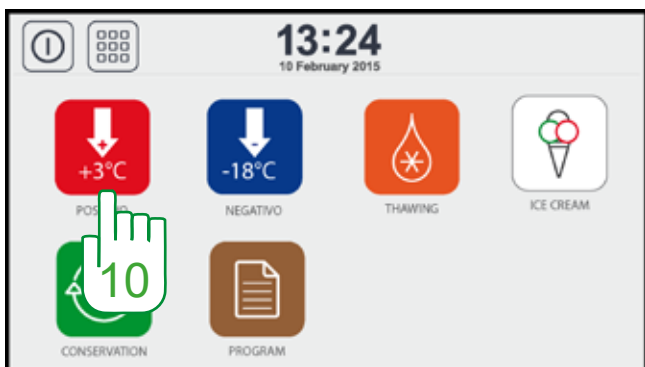 13:24
10 February 2015
+
+3°C
-
-18°C
NEGATIVO
THAWING
ICE CREAM
10
CONSERVATION
PROGRAM